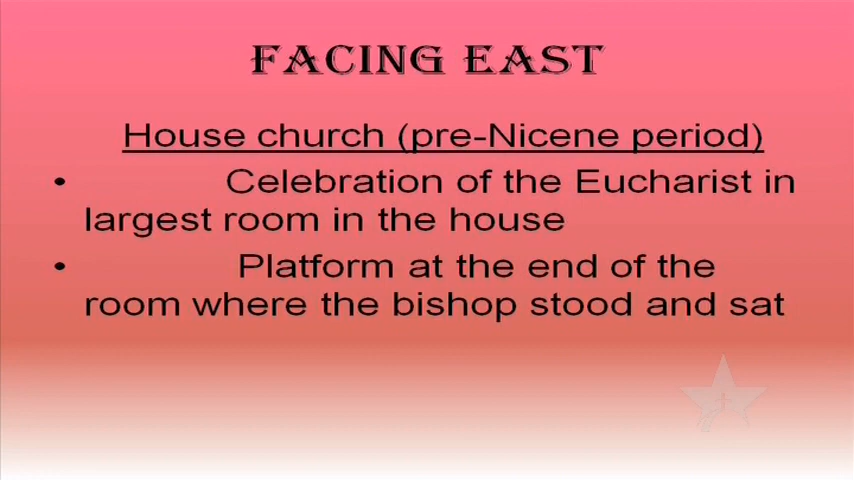 FACING EAST
House church (pre-Nicene period)
• Celebration of the Eucharist in
largest room in the house
• Platform at the end of the
room where the bishop stood and sat